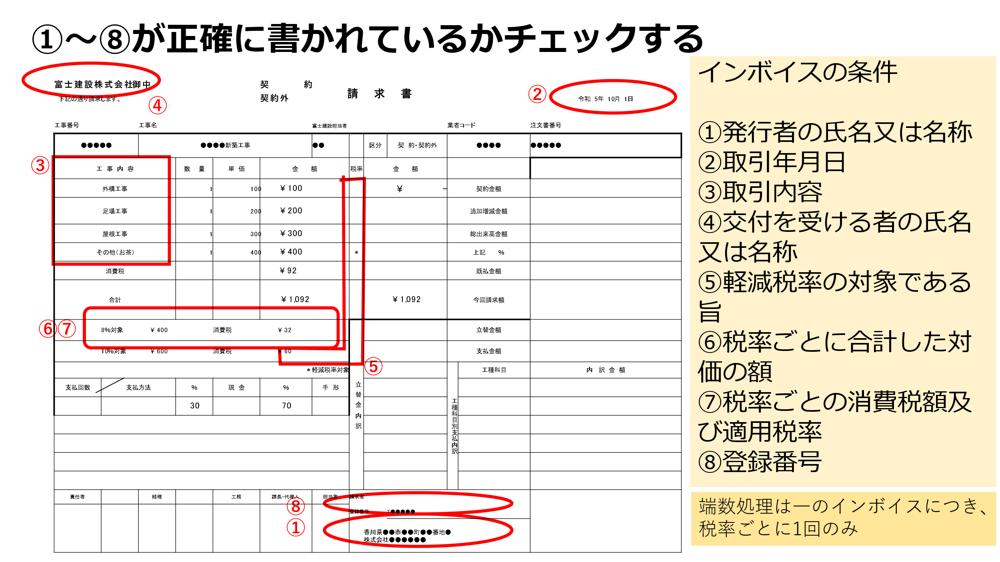 ①～⑧が正確に書かれているかチェックする
富士建設株式会社御中
下記の通り請求します。
④
契 約
契約外
請 求 書
②
令和 5年 10月 1日
工事番号 工事名 富士建設担当者 業者コード 注文書番号
●●●●● ●●●●新築工事 ●● 区分 契 約・契約外 ●●●● ●●●●●
③
工 事 内 容 数 量 単 価 金 額 税率 金 額
外構工事 1 100 ￥100 ￥ － 契約金額
足場工事 1 200 ￥200 追加増減金額
屋根工事 1 300 ￥300 総出来高金額
その他（お茶） 1 400 ￥400 * 上記 %
消費税 ￥92 既払金額
合計 ￥1,092 ￥1,092 今回請求額
⑥⑦
8%対象 ￥400 消費税 ￥32 立替金額
10%対象 ￥600 消費税 ￥60 支払金額
⑤
*軽減税率対象 工種科目 内 訳 金 額
支払回数 支払方法 % 現 金 % 手 形
30 70
立替金内訳
工種科目別支払内訳
責任者 経理 工務 課長・代理人 担当者 請求者
⑧
登録番号 T●●●●●
①
香川県●●市●●町●●番地●
株式会社●●●●●●
インボイスの条件
①発行者の氏名又は名称
②取引年月日
③取引内容
④交付を受ける者の氏名
又は名称
⑤軽減税率の対象である
旨
⑥税率ごとに合計した対
価の額
⑦税率ごとの消費税額及
び適用税率
⑧登録番号
端数処理は一のインボイスにつき、
税率ごとに1回のみ